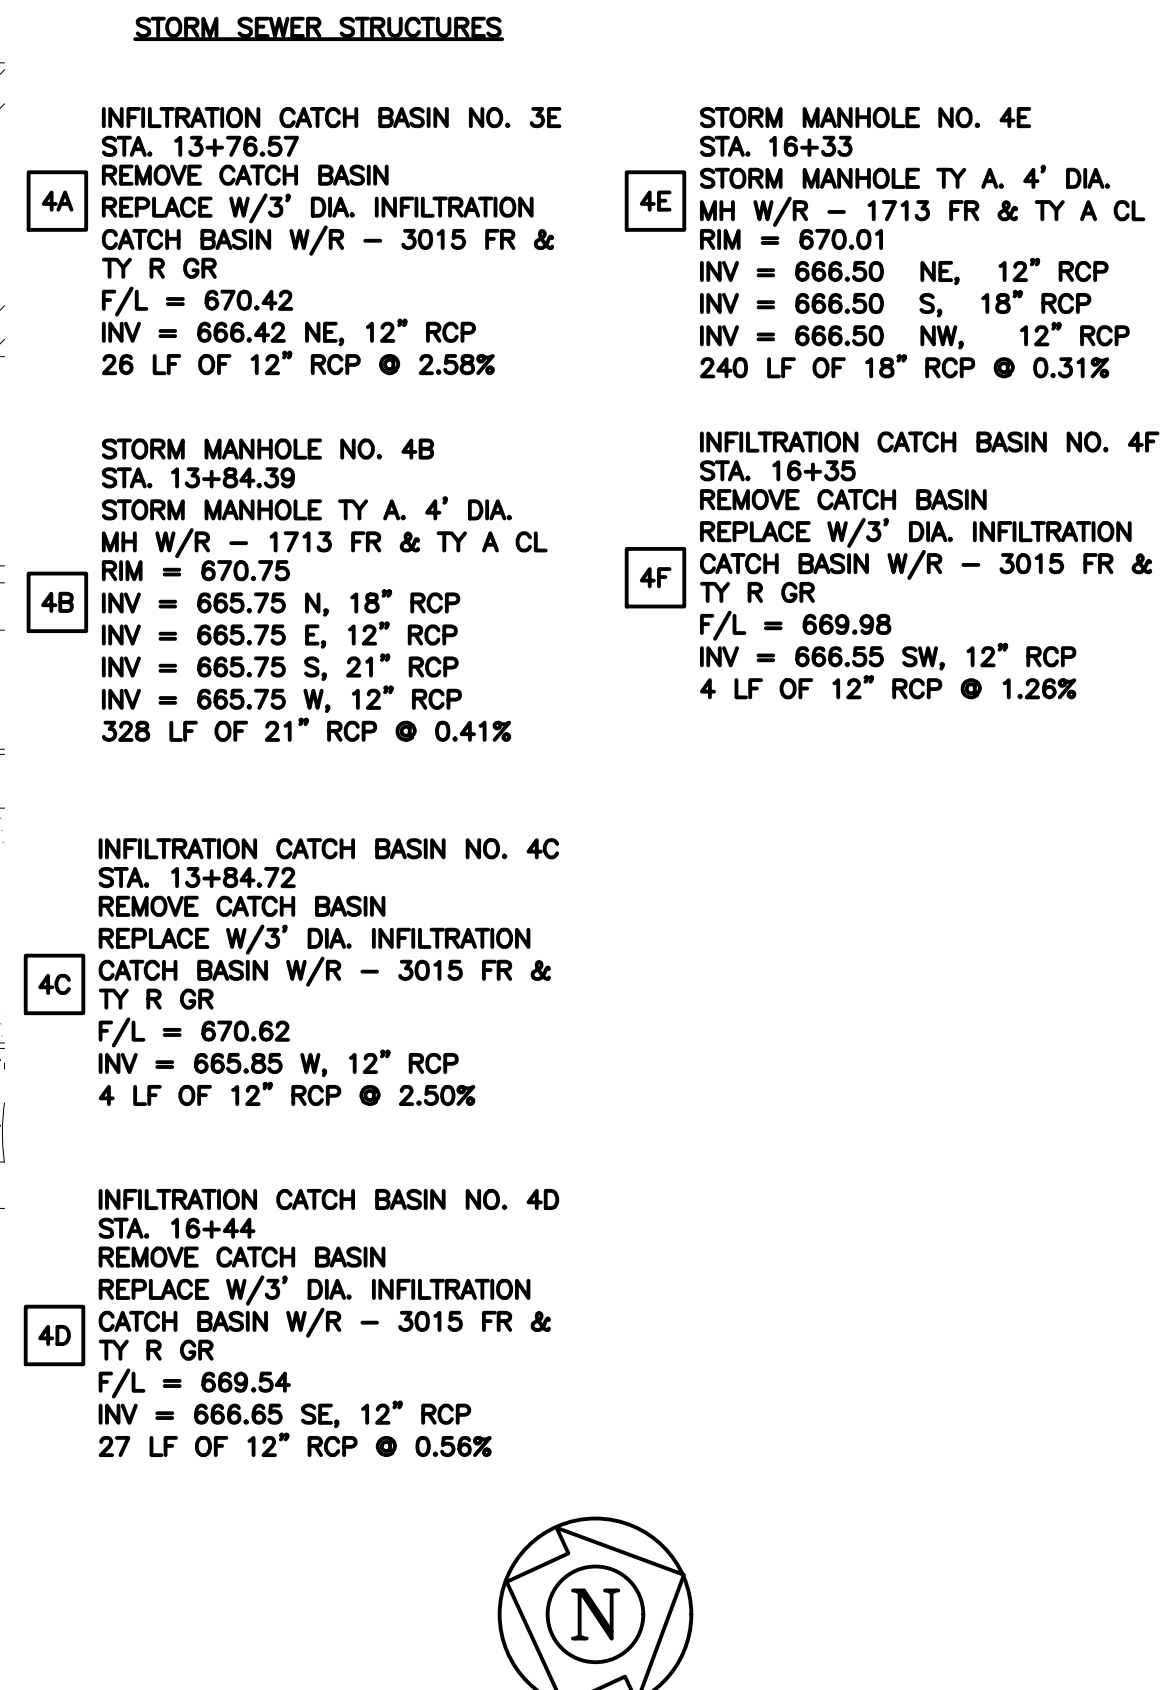 STORM SEWER STRUCTURES
4A
INFILTRATION CATCH BASIN NO. 3E
STA. 13+76.57
REMOVE CATCH BASIN
REPLACE W/3' DIA. INFILTRATION
CATCH BASIN W/R - 3015 FR &
TY R GR
F/L = 670.42
INV = 666.42 NE, 12" RCP
26 LF OF 12" RCP @ 2.58%
4B
STORM MANHOLE NO. 4B
STA. 13+84.39
STORM MANHOLE TY A. 4' DIA.
MH W/R - 1713 FR & TY A CL
RIM = 670.75
INV = 665.75 N, 18" RCP
INV = 665.75 E, 12" RCP
INV = 665.75 S, 21" RCP
INV = 665.75 W, 12" RCP
328 LF OF 21" RCP @ 0.41%
4C
INFILTRATION CATCH BASIN NO. 4C
STA. 13+84.72
REMOVE CATCH BASIN
REPLACE W/3' DIA. INFILTRATION
CATCH BASIN W/R - 3015 FR &
TY R GR
F/L = 670.62
INV = 665.85 W, 12" RCP
4 LF OF 12" RCP @ 2.50%
4D
INFILTRATION CATCH BASIN NO. 4D
STA. 16+44
REMOVE CATCH BASIN
REPLACE W/3' DIA. INFILTRATION
CATCH BASIN W/R - 3015 FR &
TY R GR
F/L = 669.54
INV = 666.65 SE, 12" RCP
27 LF OF 12" RCP @ 0.56%
4E
STORM MANHOLE NO. 4E
STA. 16+33
STORM MANHOLE TY A. 4' DIA.
MH W/R - 1713 FR & TY A CL
RIM = 670.01
INV = 666.50 NE, 12" RCP
INV = 666.50 S, 18" RCP
INV = 666.50 NW, 12" RCP
240 LF OF 18" RCP @ 0.31%
4F
INFILTRATION CATCH BASIN NO. 4F
STA. 16+35
REMOVE CATCH BASIN
REPLACE W/3' DIA. INFILTRATION
CATCH BASIN W/R - 3015 FR &
TY R GR
F/L = 669.98
INV = 666.55 SW, 12" RCP
4 LF OF 12" RCP @ 1.26%
N